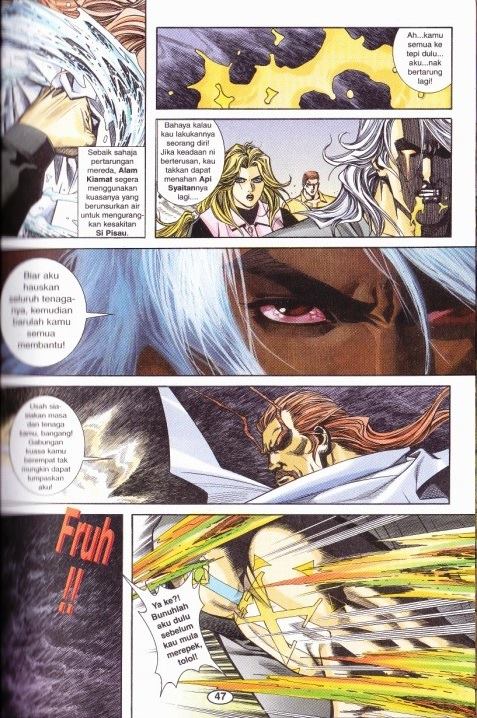 Ah...kamu
semua ke
tepi dulu...
aku...nak
bertarung
lagi!
Sebaik sahaja
pertarungan
mereda, Alam
Kiamat segera
menggunakan
kuasanya yang
berunsurkan air
untuk mengurang-
kan kesakitan
Si Pisau.
Bahaya kalau
kau lakukannya
seorang diri!
Jika keadaan ni
berterusan, kau
takkan dapat
menahan Api
Syaitannya
lagi....
Biar aku
hauskan
seluruh tenaga-
nya, kemudian
barulah kamu
semua
membantu!
Usah sia-
siakan masa
dan tenaga
kamu, bangang!
Gabungan
kuasa kamu
berempat tak
mungkin dapat
tumpaskan
aku!
Fruh
!!
Ya ke?!
Bunuhlah
aku dulu
sebelum
kau mula
merepek,
tolol!
47